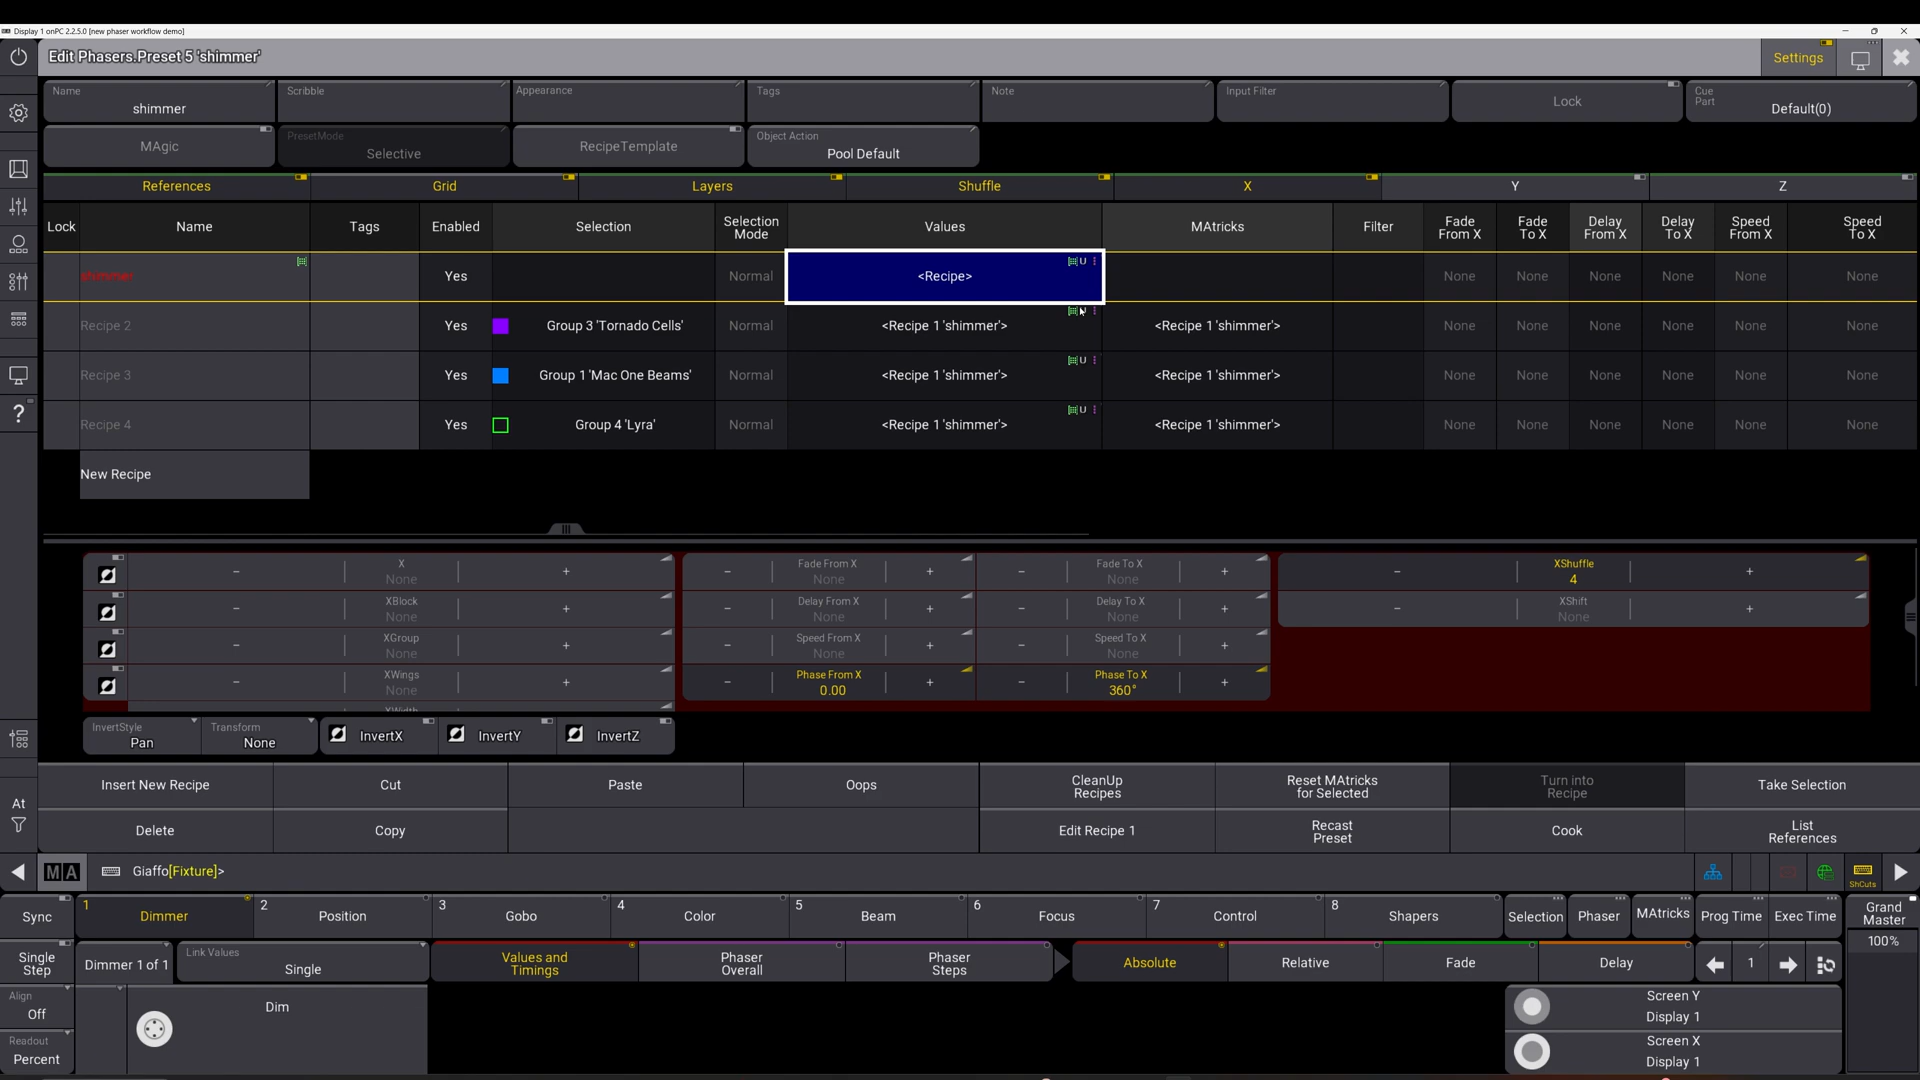 Display 1 onPC 2.2.5.0 [new phaser workflow demo]
Edit Phasers.Preset 5 'shimmer'
Settings
Name
shimmer
Scribble
Appearance
Tags
Note
Input Filter
Lock
Cue Part
Default(0)
MAgic
PresetMode
Selective
RecipeTemplate
Object Action
Pool Default
References Grid Layers Shuffle X Y Z
Lock Name Tags Enabled Selection Selection Mode Values MAtricks Filter Fade From X Fade To X Delay From X Delay To X Speed From X Speed To X
shimmer Yes Normal <Recipe> U None None None None None None
Recipe 2 Yes Group 3 'Tornado Cells' Normal <Recipe 1 'shimmer'> <Recipe 1 'shimmer'> None None None None None None
Recipe 3 Yes Group 1 'Mac One Beams' Normal <Recipe 1 'shimmer'> U <Recipe 1 'shimmer'> None None None None None None
Recipe 4 Yes Group 4 'Lyra' Normal <Recipe 1 'shimmer'> U <Recipe 1 'shimmer'> None None None None None None
New Recipe
- X None +
- Fade From X None +
- Fade To X None +
- XShuffle 4 +
- XBlock None +
- Delay From X None +
- Delay To X None +
- XShift None +
- XGroup None +
- Speed From X None +
- Speed To X None +
- XWings None +
- Phase From X 0.00 +
- Phase To X 360° +
XWidth
InvertStyle
Pan
Transform
None
InvertX
InvertY
InvertZ
Insert New Recipe Cut Paste Oops CleanUp Recipes Reset MAtricks for Selected Turn into Recipe Take Selection
Delete Copy Edit Recipe 1 Recast Preset Cook List References
At
MA Giaffo[Fixture]>
ShCuts
Sync 1 Dimmer 2 Position 3 Gobo 4 Color 5 Beam 6 Focus 7 Control 8 Shapers Selection Phaser MAtricks Prog Time Exec Time Grand Master
100%
Single Step
Dimmer 1 of 1
Link Values
Single
Values and Timings
Phaser Overall
Phaser Steps
Absolute Relative Fade Delay 1
Align
Off
Dim
Screen Y
Display 1
Readout
Percent
Screen X
Display 1